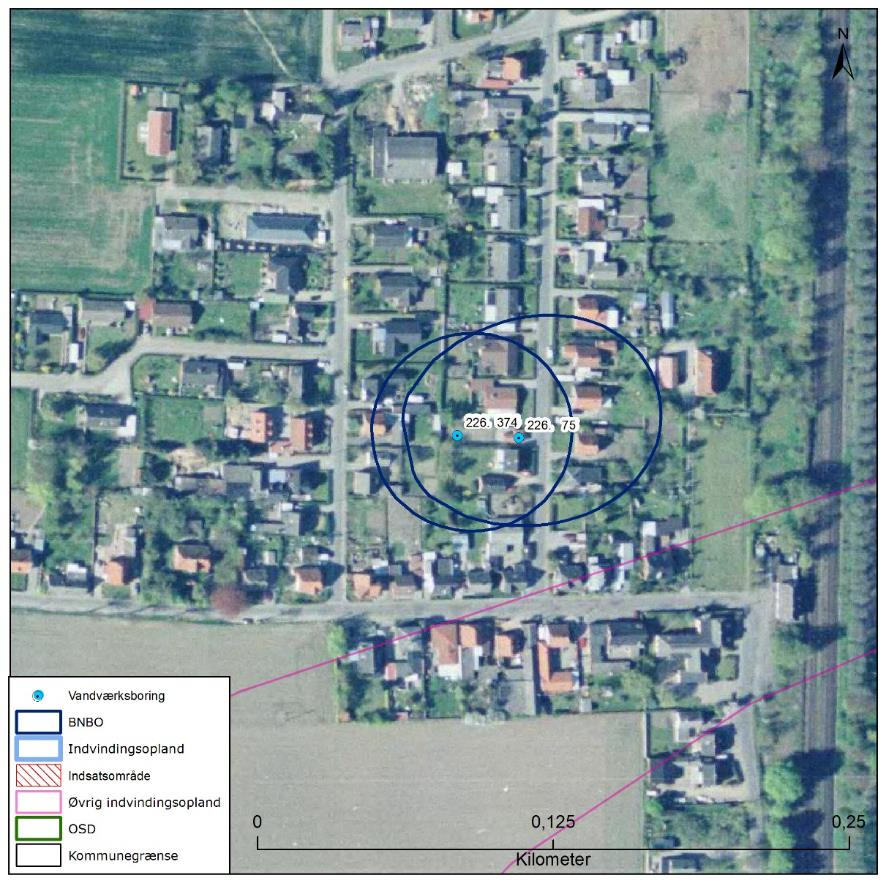 N
226. 374
226. 75
Vandværksboring
BNBO
Indvindingsopland
Indsatsområde
Øvrig indvindingsopland
OSD
Kommunegrænse
0 0,125 0,25
Kilometer